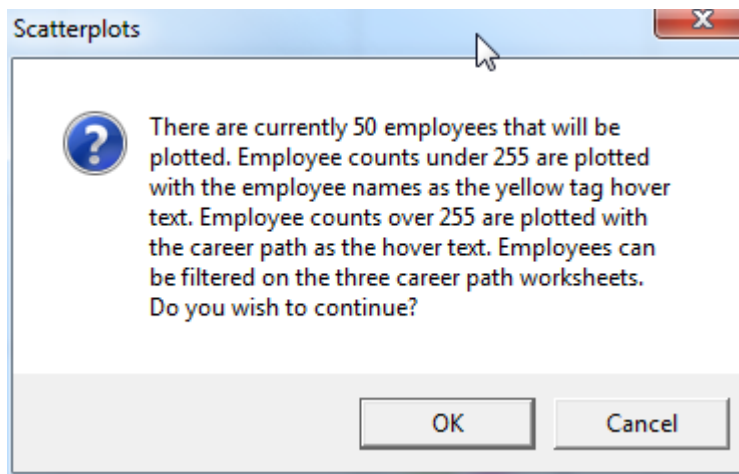 Scatterplots
There are currently 50 employees that will be
plotted. Employee counts under 255 are plotted
with the employee names as the yellow tag hover
text. Employee counts over 255 are plotted with
the career path as the hover text. Employees can
be filtered on the three career path worksheets.
Do you wish to continue?
OK
Cancel